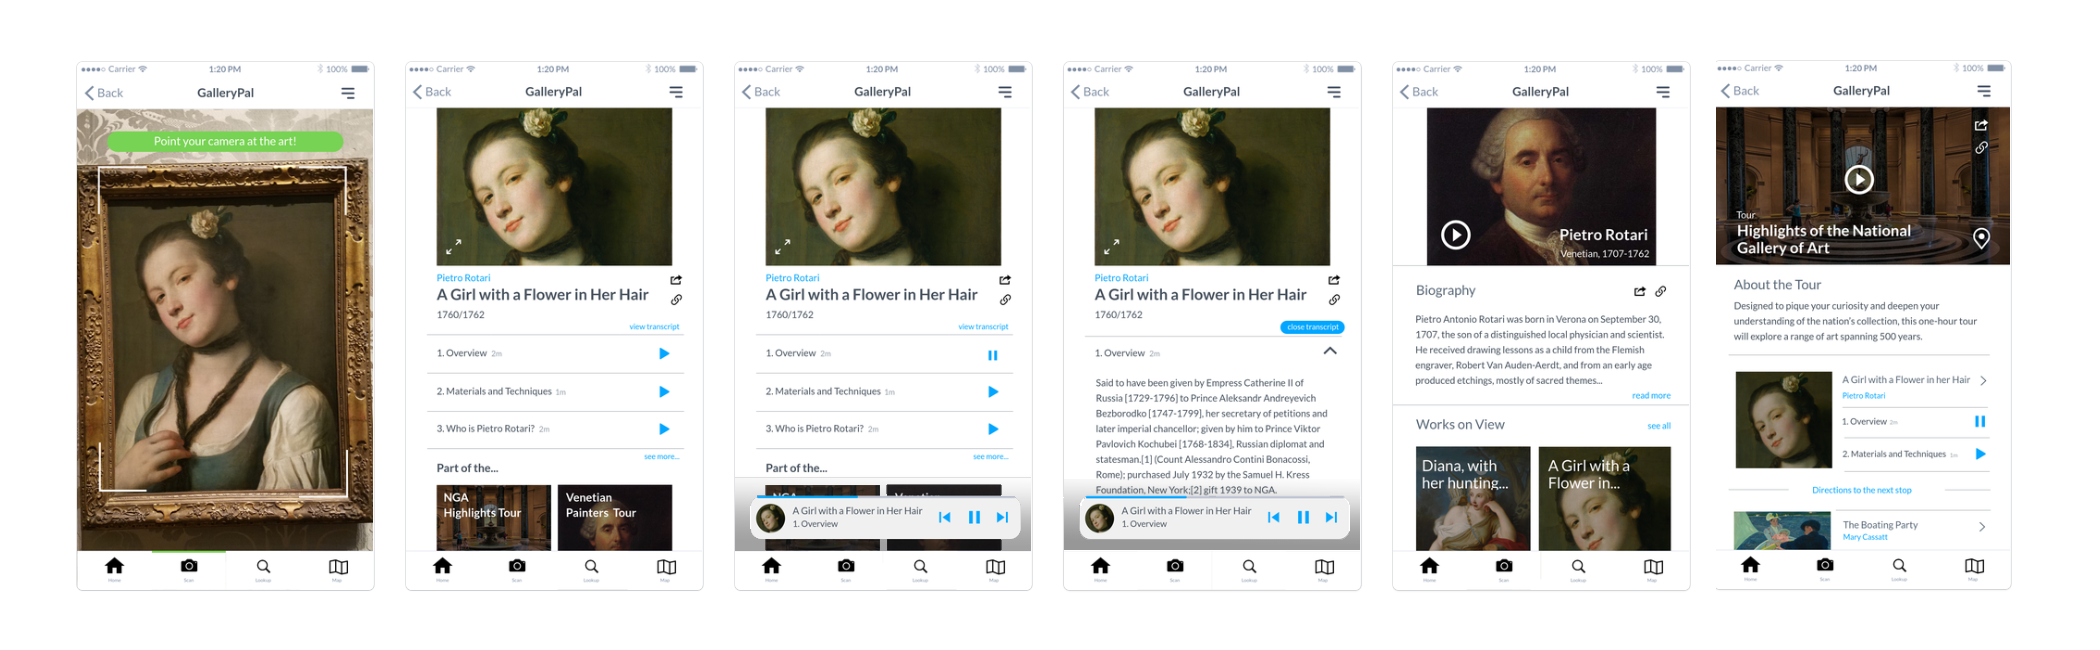 Carrier
1:20 PM
100%
Back
GalleryPal
Point your camera at the art!
Home
Scan
Lookup
Map
Carrier
1:20 PM
100%
Back
GalleryPal
Pietro Rotari
A Girl with a Flower in Her Hair
1760/1762
view transcript
1. Overview 2m
2. Materials and Techniques 1m
3. Who is Pietro Rotari? 2m
see more...
Part of the...
NGA
Highlights Tour
Venetian
Painters Tour
Home
Scan
Lookup
Map
Carrier
1:20 PM
100%
Back
GalleryPal
Pietro Rotari
A Girl with a Flower in Her Hair
1760/1762
view transcript
1. Overview 2m
2. Materials and Techniques 1m
3. Who is Pietro Rotari? 2m
see more...
Part of the...
NGA
Venetian
A Girl with a Flower in Her Hair
1. Overview
Home
Scan
Lookup
Map
Carrier
1:20 PM
100%
Back
GalleryPal
Pietro Rotari
A Girl with a Flower in Her Hair
1760/1762
close transcript
1. Overview 2m
Said to have been given by Empress Catherine II of
Russia [1729-1796] to Prince Aleksandr Andreyevich
Bezborodko [1747-1799], her secretary of petitions and
later imperial chancellor; given by him to Prince Viktor
Pavlovich Kochubei [1768-1834], Russian diplomat and
statesman.[1] (Count Alessandro Contini Bonacossi,
Rome); purchased July 1932 by the Samuel H. Kress
Foundation, New York;[2] gift 1939 to NGA.
A Girl with a Flower in Her Hair
1. Overview
Home
Scan
Lookup
Map
Carrier
1:20 PM
100%
Back
GalleryPal
Pietro Rotari
Venetian, 1707-1762
Biography
Pietro Antonio Rotari was born in Verona on September 30,
1707, the son of a distinguished local physician and scientist.
He received drawing lessons as a child from the Flemish
engraver, Robert Van Auden-Aerdt, and from an early age
produced etchings, mostly of sacred themes...
read more
Works on View
see all
Diana, with
her hunting...
A Girl with a
Flower in...
Home
Scan
Lookup
Map
Carrier
1:20 PM
100%
Back
GalleryPal
Tour
Highlights of the National
Gallery of Art
About the Tour
Designed to pique your curiosity and deepen your
understanding of the nation's collection, this one-hour tour
will explore a range of art spanning 500 years.
A Girl with a Flower in her Hair
Pietro Rotari
1. Overview 2m
2. Materials and Techniques 1m
Directions to the next stop
The Boating Party
Mary Cassatt
Home
Scan
Lookup
Map